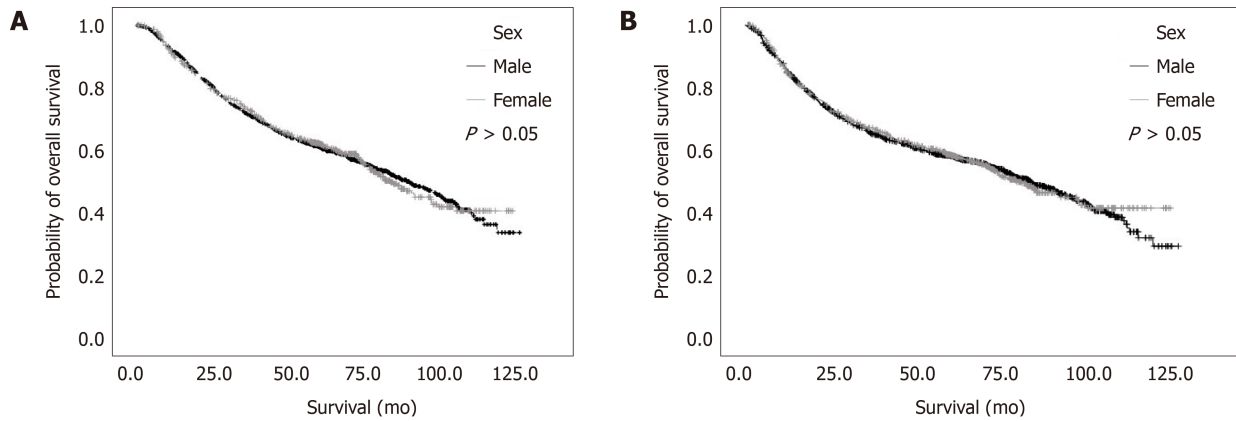 A
Probability of overall survival
1.0
0.8
0.6
0.4
0.2
0.0
Sex
Male
Female
P > 0.05
0.0 25.0 50.0 75.0 100.0 125.0
Survival (mo)
B
Probability of overall survival
1.0
0.8
0.6
0.4
0.2
0.0
Sex
Male
Female
P > 0.05
0.0 25.0 50.0 75.0 100.0 125.0
Survival (mo)